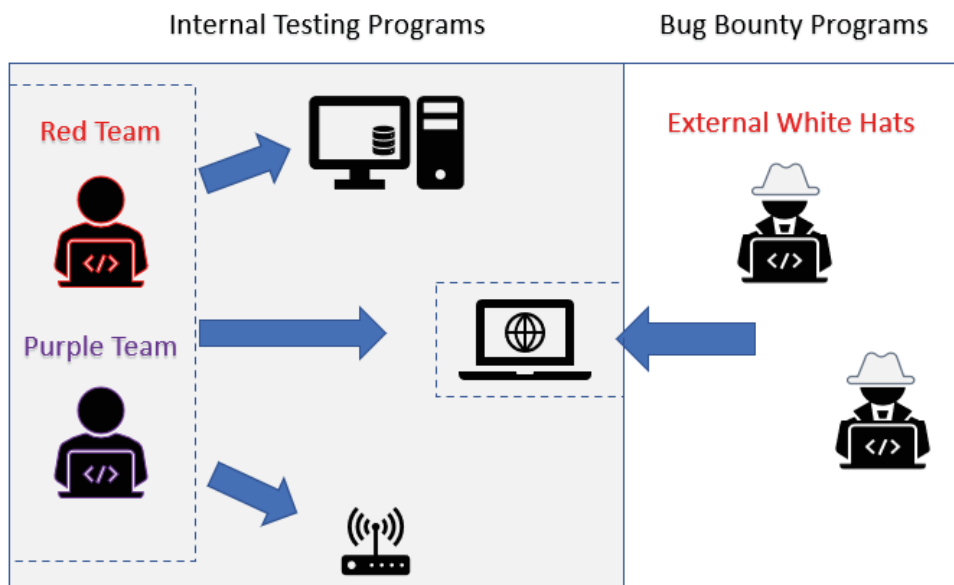 Internal Testing Programs
Bug Bounty Programs
Red Team
External White Hats
</>
</>
Purple Team
</>
</>